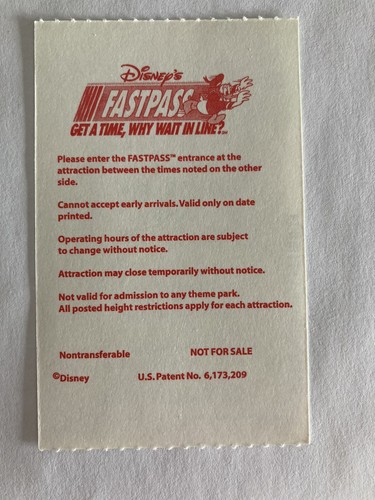 Disney's
FASTPASS
GET A TIME, WHY WAIT IN LINE?
Please enter the FASTPASS™ entrance at the
attraction between the times noted on the other
side.
Cannot accept early arrivals. Valid only on date
printed.
Operating hours of the attraction are subject
to change without notice.
Attraction may close temporarily without notice.
Not valid for admission to any theme park.
All posted height restrictions apply for each attraction.
Nontransferable NOT FOR SALE
©Disney U.S. Patent No. 6,173,209